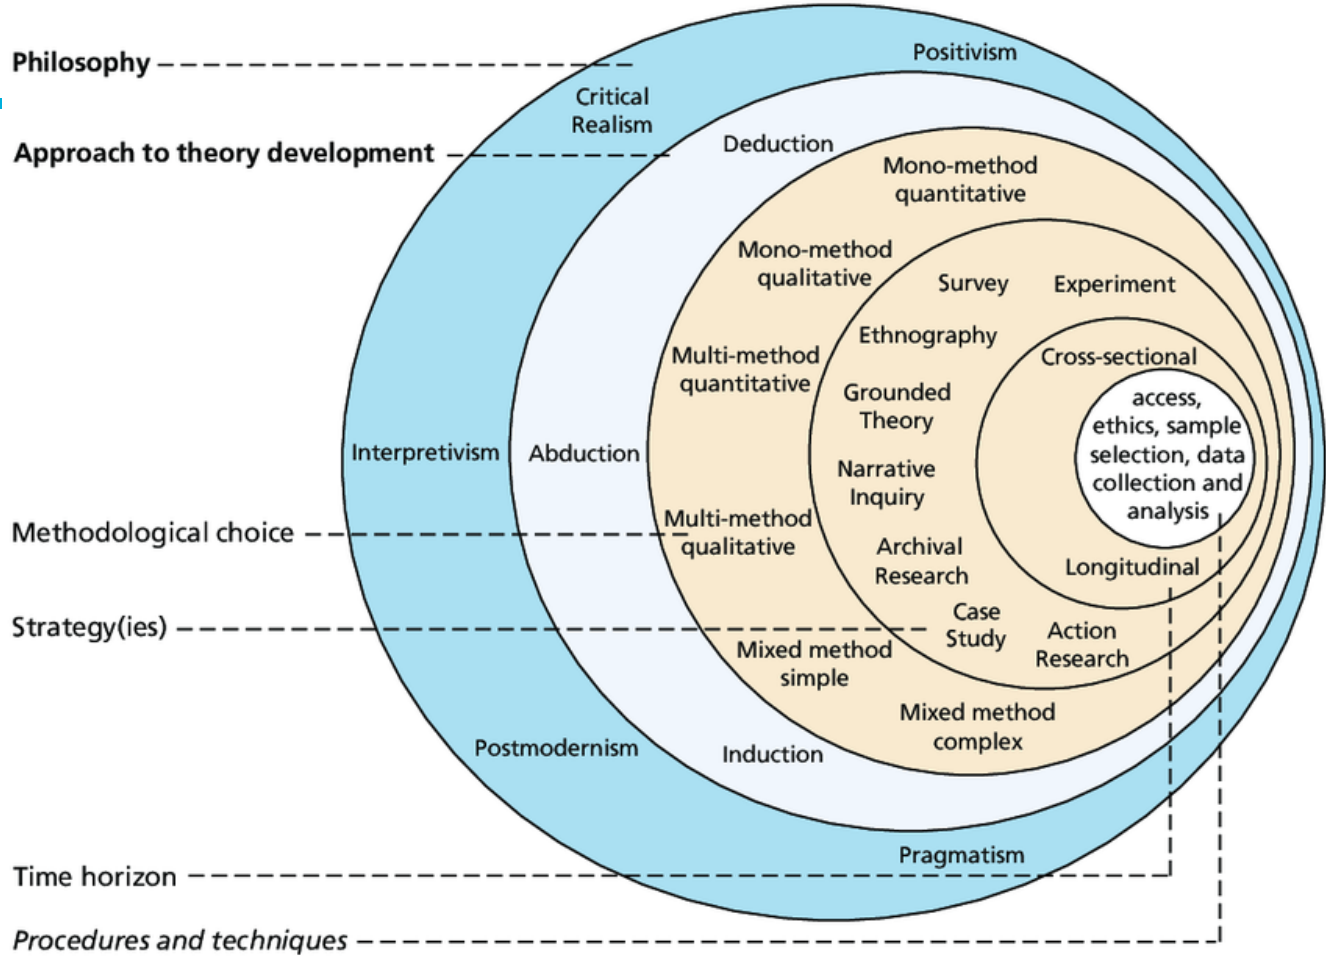 Philosophy
Positivism
Critical
Realism
Approach to theory development
Deduction
Mono-method
quantitative
Mono-method
qualitative
Survey
Experiment
Ethnography
Cross-sectional
Multi-method
quantitative
Grounded
Theory
access,
ethics, sample
selection, data
collection and
analysis
Interpretivism
Abduction
Narrative
Inquiry
Methodological choice
Multi-method
qualitative
Archival
Research
Longitudinal
Strategy(ies)
Case
Study
Action
Research
Mixed method
simple
Mixed method
complex
Postmodernism
Induction
Pragmatism
Time horizon
Procedures and techniques